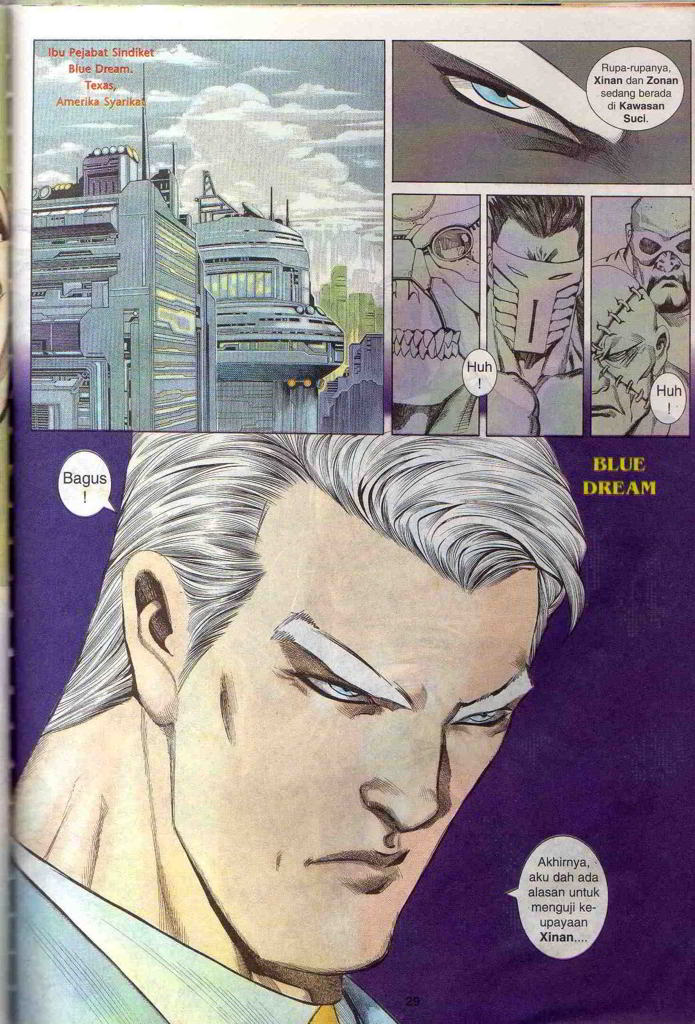 Ibu Pejabat Sindiket
Blue Dream.
Texas,
Amerika Syarikat
Rupa-rupanya,
Xinan dan Zonan
sedang berada
di Kawasan
Suci.
Huh
!
Huh
!
Bagus
!
BLUE
DREAM
Akhirnya,
aku dah ada
alasan untuk
menguji ke-
upayaan
Xinan....
29